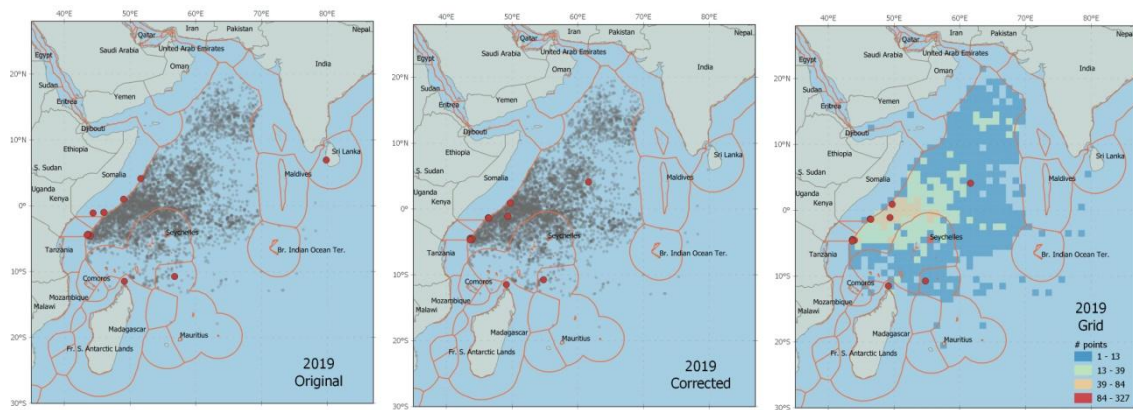 40°E 50°E 60°E 70°E 80°E
Iran
Pakistan
Nepal
Qatar
Egypt
Saudi Arabia
United Arab Emirates
20°N
Oman
India
Sudan
Eritrea
Yemen
10°N
Djibouti
Ethiopia
Sri Lanka
S. Sudan
Somalia
Maldives
Uganda
Kenya
0°
Tanzania
Seychelles
Br. Indian Ocean Ter.
10°S
Comoros
Mozambique
Malawi
Madagascar
Mauritius
20°S
Fr. S. Antarctic Lands
2019
Original
30°S
40°E 50°E 60°E 70°E 80°E
Iran
Pakistan
Nepal
Qatar
Egypt
Saudi Arabia
United Arab Emirates
20°N
Oman
India
Sudan
Eritrea
Yemen
10°N
Djibouti
Ethiopia
Sri Lanka
S. Sudan
Somalia
Maldives
Uganda
Kenya
0°
Tanzania
Seychelles
Br. Indian Ocean Ter.
10°S
Comoros
Mozambique
Malawi
Madagascar
Mauritius
20°S
Fr. S. Antarctic Lands
2019
Corrected
30°S
40°E 50°E 60°E 70°E 80°E
Iran
Pakistan
Nepal
Qatar
Egypt
Saudi Arabia
United Arab Emirates
20°N
Oman
India
Sudan
Eritrea
Yemen
10°N
Djibouti
Ethiopia
Sri Lanka
S. Sudan
Somalia
Maldives
Uganda
Kenya
0°
Tanzania
Seychelles
Br. Indian Ocean Ter.
10°S
Comoros
Mozambique
Malawi
Madagascar
Mauritius
20°S
Fr. S. Antarctic Lands
2019
Grid
# points
1 - 13
13 - 39
39 - 84
84 - 327
30°S